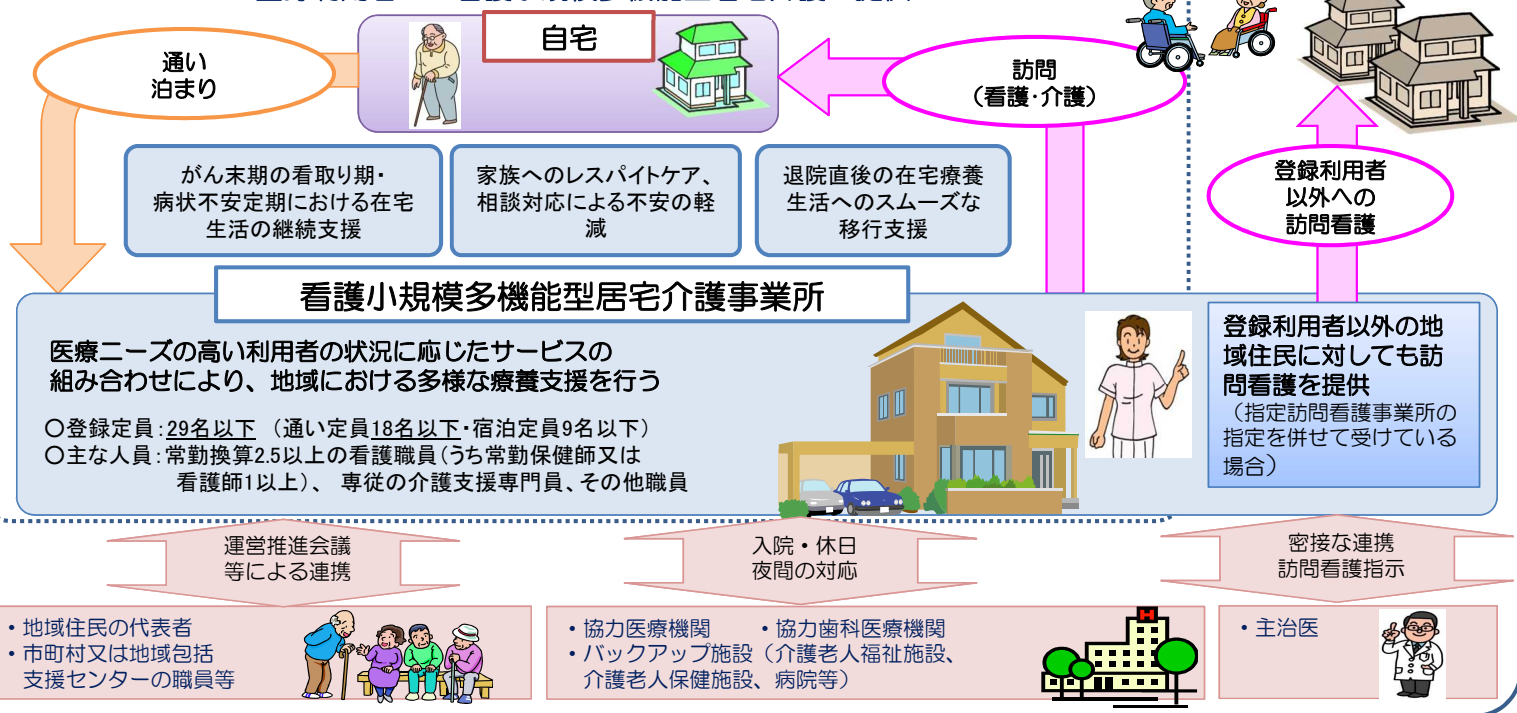 自宅
通い
泊まり
訪問
（看護・介護）
がん末期の看取り期・
病状不安定期における在宅
生活の継続支援
家族へのレスパイトケア、
相談対応による不安の軽
減
退院直後の在宅療養
生活へのスムーズな
移行支援
登録利用者
以外への
訪問看護
看護小規模多機能型居宅介護事業所
医療ニーズの高い利用者の状況に応じたサービスの
組み合わせにより、地域における多様な療養支援を行う
○登録定員：29名以下　（通い定員18名以下・宿泊定員9名以下）
○主な人員：常勤換算2.5以上の看護職員（うち常勤保健師又は
看護師1以上）、 専従の介護支援専門員、その他職員
登録利用者以外の地
域住民に対しても訪
問看護を提供
（指定訪問看護事業所の
指定を併せて受けている
場合）
運営推進会議
等による連携
入院・休日
夜間の対応
密接な連携
訪問看護指示
・地域住民の代表者
・市町村又は地域包括
支援センターの職員等
・協力医療機関　　・協力歯科医療機関
・バックアップ施設（介護老人福祉施設、
介護老人保健施設、病院等）
H
・主治医